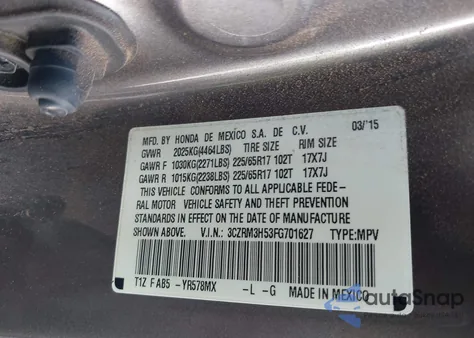 MFD. BY HONDA DE MEXICO S.A. DE C.V. 03/'15
GVWR 2025KG(4464LBS) TIRE SIZE RIM SIZE
GAWR F 1030KG(2271LBS) 225/65R17 102T 17X7J
GAWR R 1015KG(2238LBS) 225/65R17 102T 17X7J
THIS VEHICLE CONFORMS TO ALL APPLICABLE FEDE-
RAL MOTOR VEHICLE SAFETY AND THEFT PREVENTION
STANDARDS IN EFFECT ON THE DATE OF MANUFACTURE
SHOWN ABOVE. V.I.N.: 3CZRM3H53FG701627 TYPE:MPV
T1Z F AB5 -YR578MX -L -G MADE IN MEXICO
autaSnap